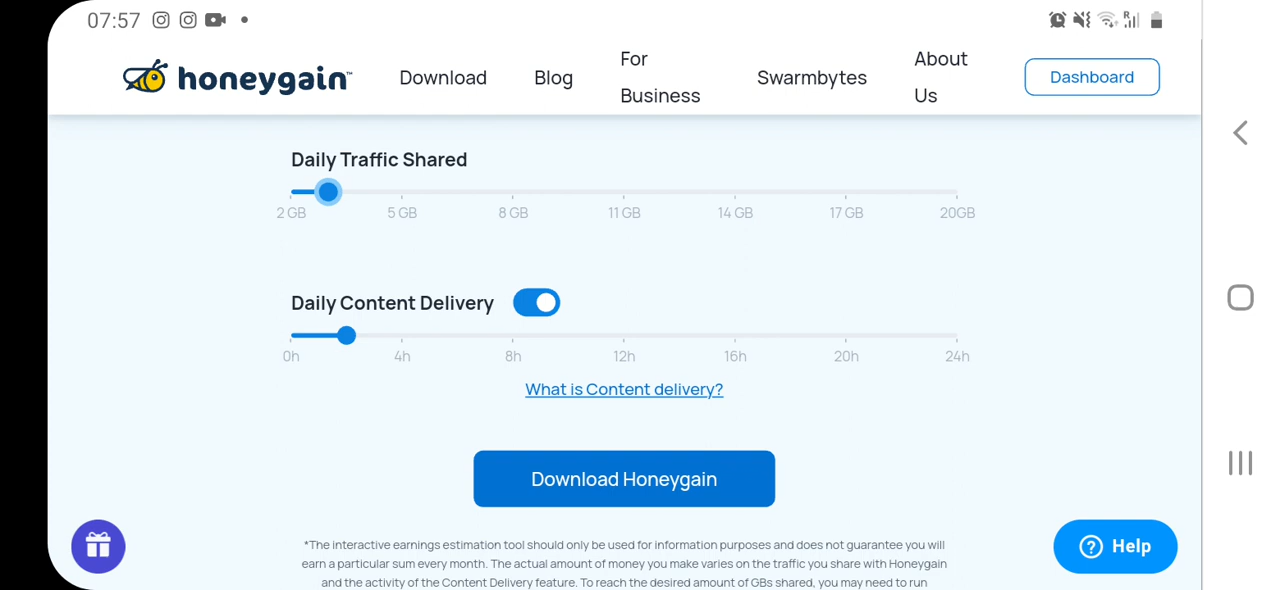 07:57
honeygain™ Download Blog For Business Swarmbytes About Us Dashboard
Daily Traffic Shared
2 GB 5 GB 8 GB 11 GB 14 GB 17 GB 20GB
Daily Content Delivery
0h 4h 8h 12h 16h 20h 24h
What is Content delivery?
Download Honeygain
*The interactive earnings estimation tool should only be used for information purposes and does not guarantee you will
earn a particular sum every month. The actual amount of money you make varies on the traffic you share with Honeygain
and the activity of the Content Delivery feature. To reach the desired amount of GBs shared, you may need to run
? Help